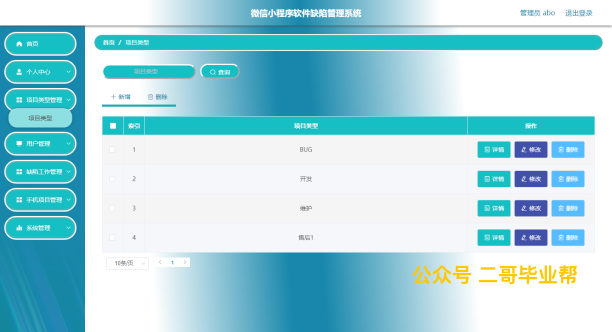 微信小程序软件缺陷管理系统
管理员 abo 退出登录
首页
首页 / 项目类型
个人中心
项目类型管理
项目类型
用户管理
缺陷工作管理
手机项目管理
系统管理
项目类型 查询
新增 删除
索引 项目类型 操作
1 BUG 详情 修改 删除
2 开发 详情 修改 删除
3 维护 详情 修改 删除
4 售后1 详情 修改 删除
10条/页 < 1 >
公众号 二哥毕业帮